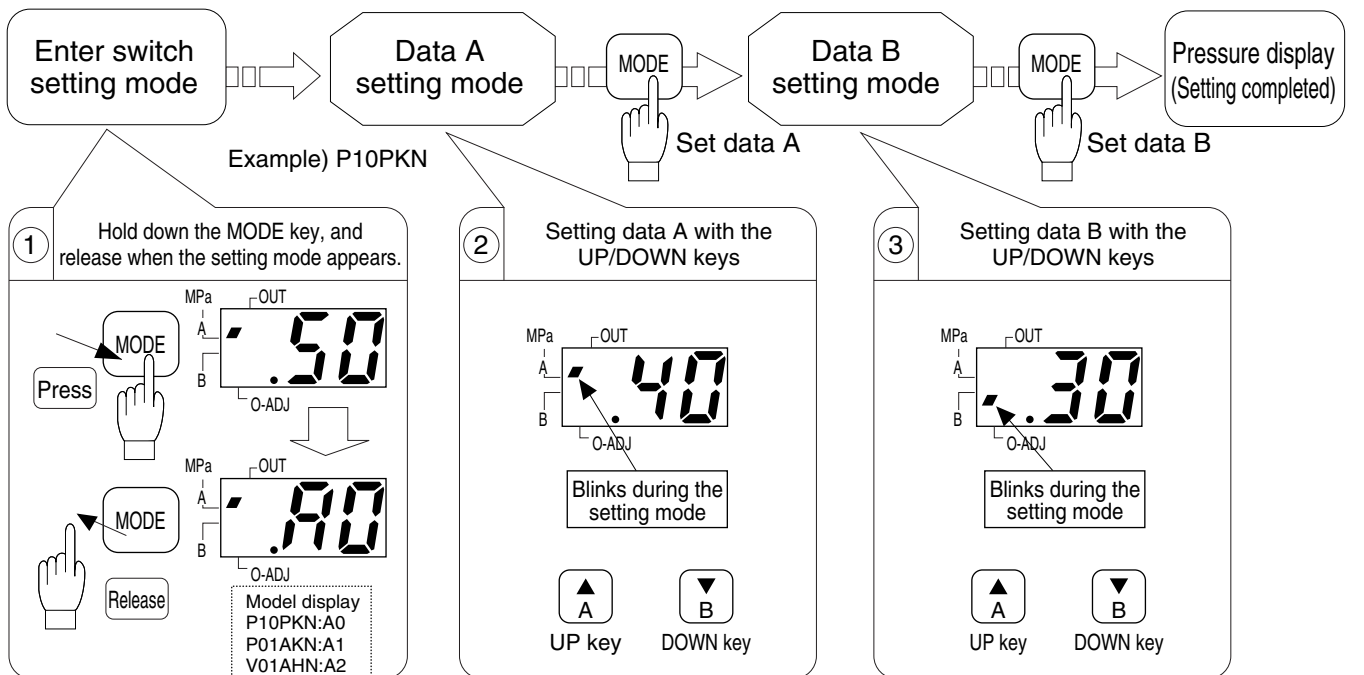 Enter switch
setting mode
Data A
setting mode
MODE
Set data A
Data B
setting mode
MODE
Set data B
Pressure display
(Setting completed)
Example) P10PKN
1
Hold down the MODE key, and
release when the setting mode appears.
MODE
Press
MPa
OUT
A
B
.50
O-ADJ
MODE
Release
MPa
OUT
A
B
.A0
O-ADJ
Model display
P10PKN:A0
P01AKN:A1
V01AHN:A2
2
Setting data A with the
UP/DOWN keys
MPa
OUT
A
B
.40
O-ADJ
Blinks during the
setting mode
▲
A
UP key
▼
B
DOWN key
3
Setting data B with the
UP/DOWN keys
MPa
OUT
A
B
.30
O-ADJ
Blinks during the
setting mode
▲
A
UP key
▼
B
DOWN key